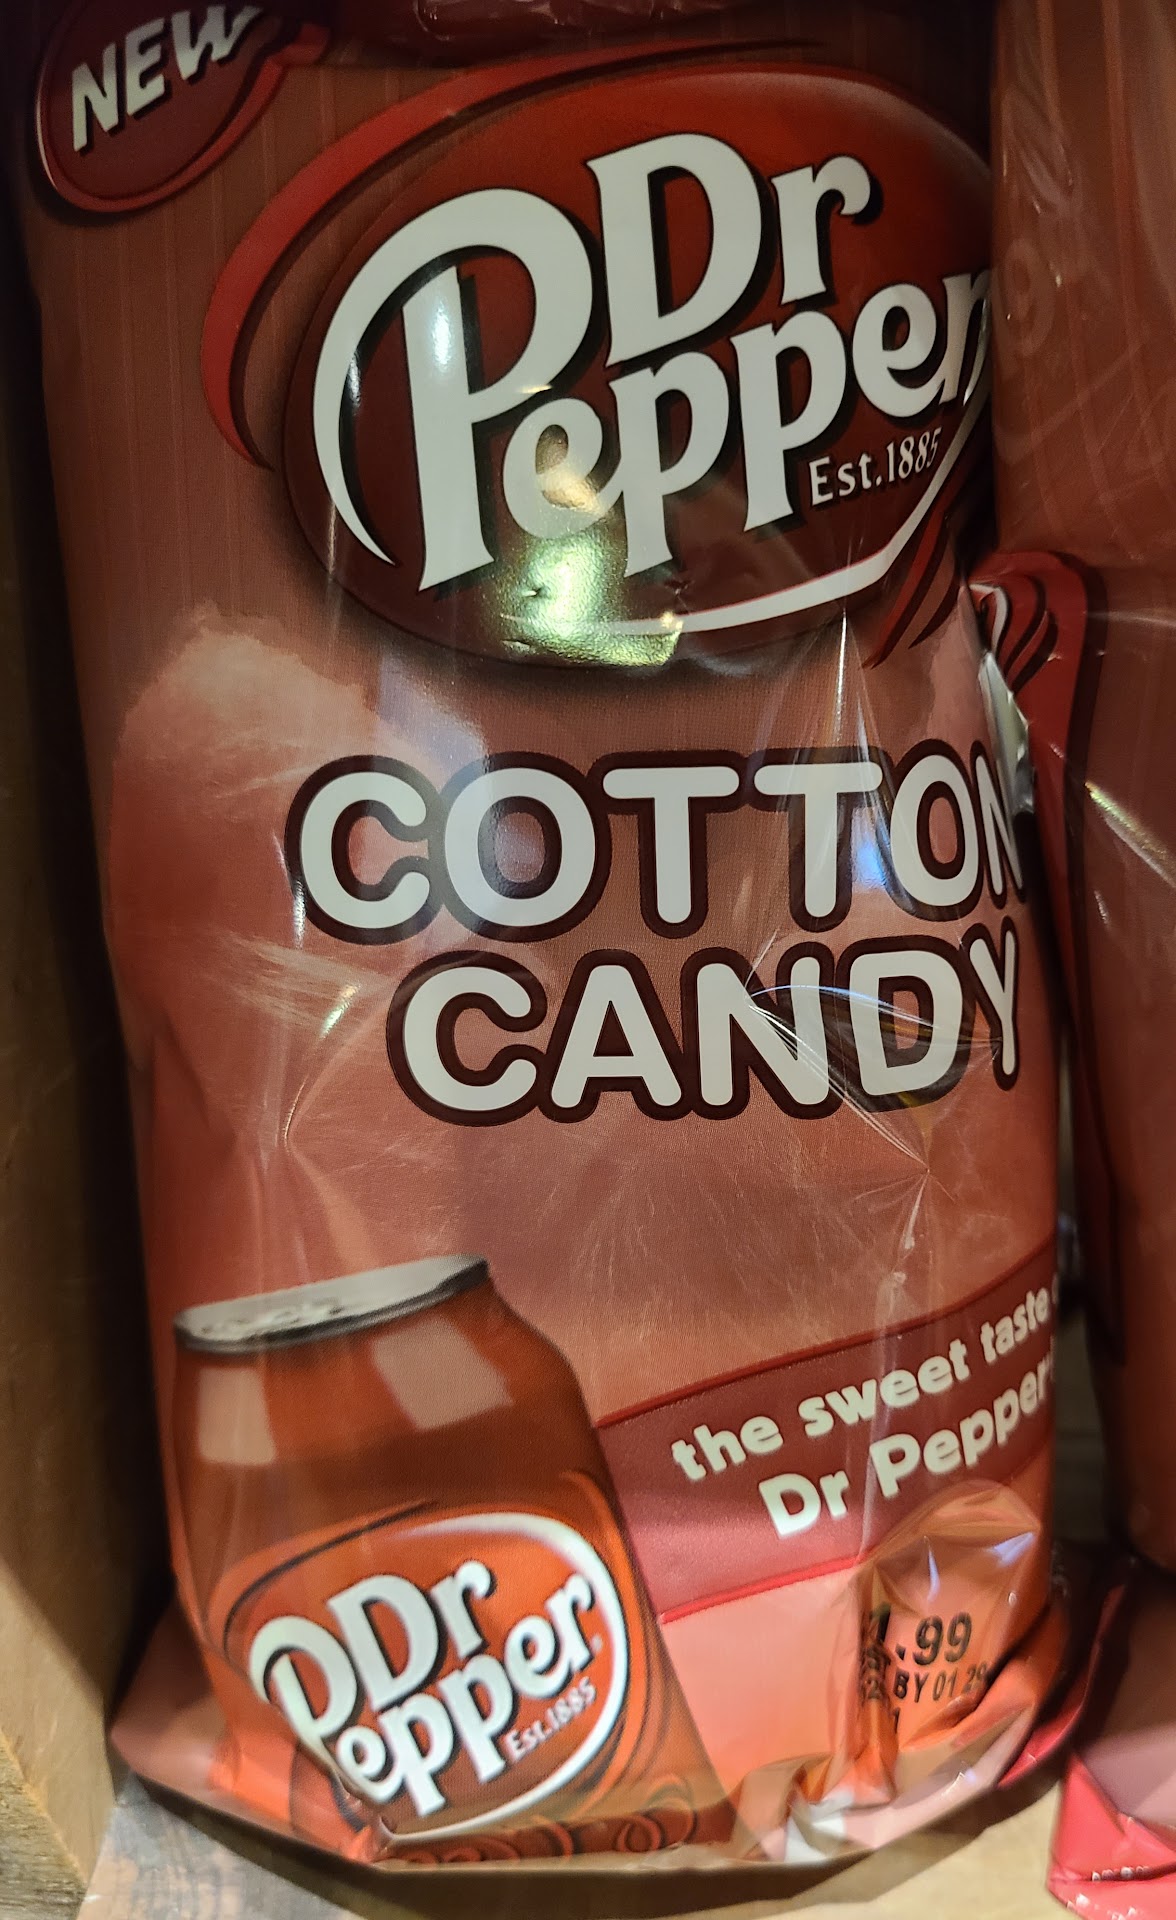 NEW
Dr
Pepper
Est.1885
COTTON
CANDY
the sweet taste
Dr Pepper
Dr
Pepper
Est.1885
.99
BY 01 29